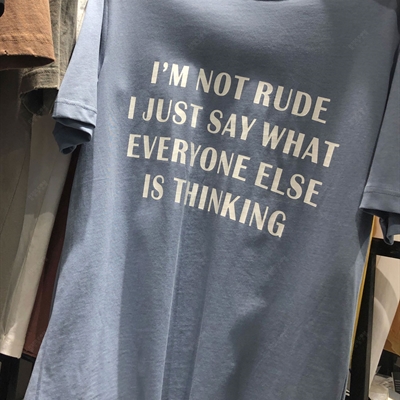 I'M NOT RUDE
I JUST SAY WHAT
EVERYONE ELSE
IS THINKING